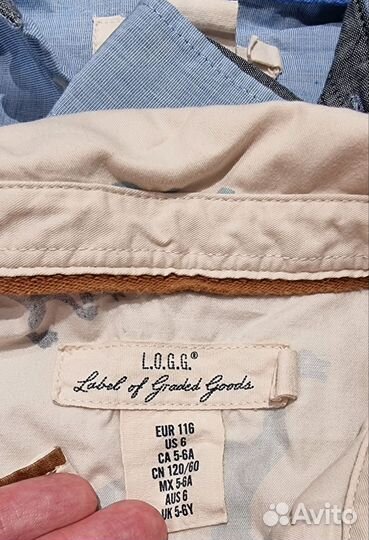 L.O.G.G.®
Label of Graded Goods
EUR 116
US 6
CA 5-6A
CN 120/60
MX 5-6A
AUS 6
UK 5-6Y
Avito